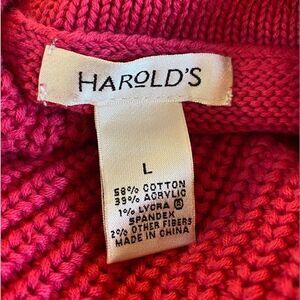 HAROLD'S
L
58% COTTON
39% ACRYLIC
1% LYCRA ®
SPANDEX
2% OTHER FIBERS
MADE IN CHINA